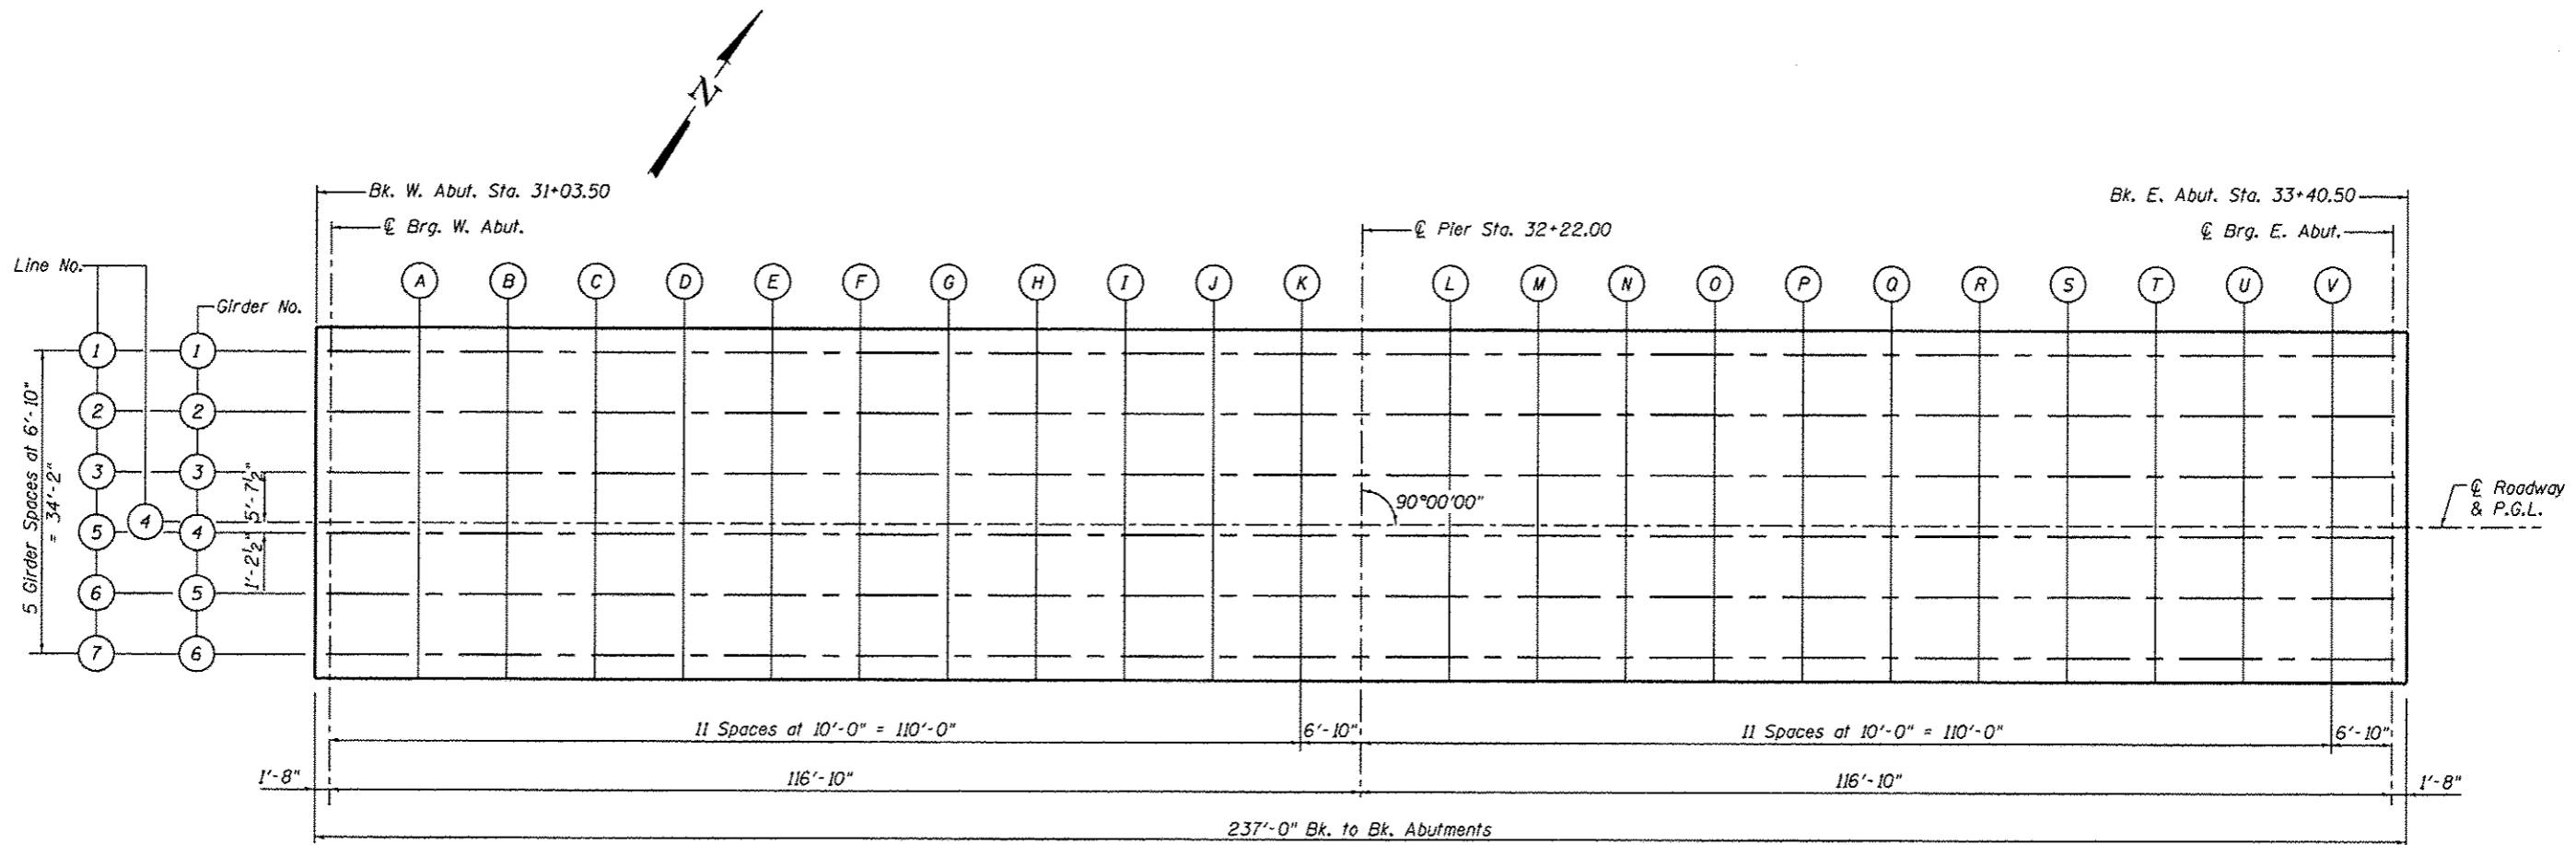 N
Bk. W. Abut. Sta. 31+03.50
Bk. E. Abut. Sta. 33+40.50
℄ Brg. W. Abut.
℄ Pier Sta. 32+22.00
℄ Brg. E. Abut.
Line No.
Girder No.
A B C D E F G H I J K L M N O P Q R S T U V
1 1
2 2
3 3
4
5 4
6 5
7 6
5 Girder Spaces at 6'-10"
= 34'-2"
5'-7½"
1'-2½"
90°00'00"
℄ Roadway
& P.G.L.
11 Spaces at 10'-0" = 110'-0"
6'-10"
11 Spaces at 10'-0" = 110'-0"
6'-10"
1'-8"
116'-10"
116'-10"
1'-8"
237'-0" Bk. to Bk. Abutments